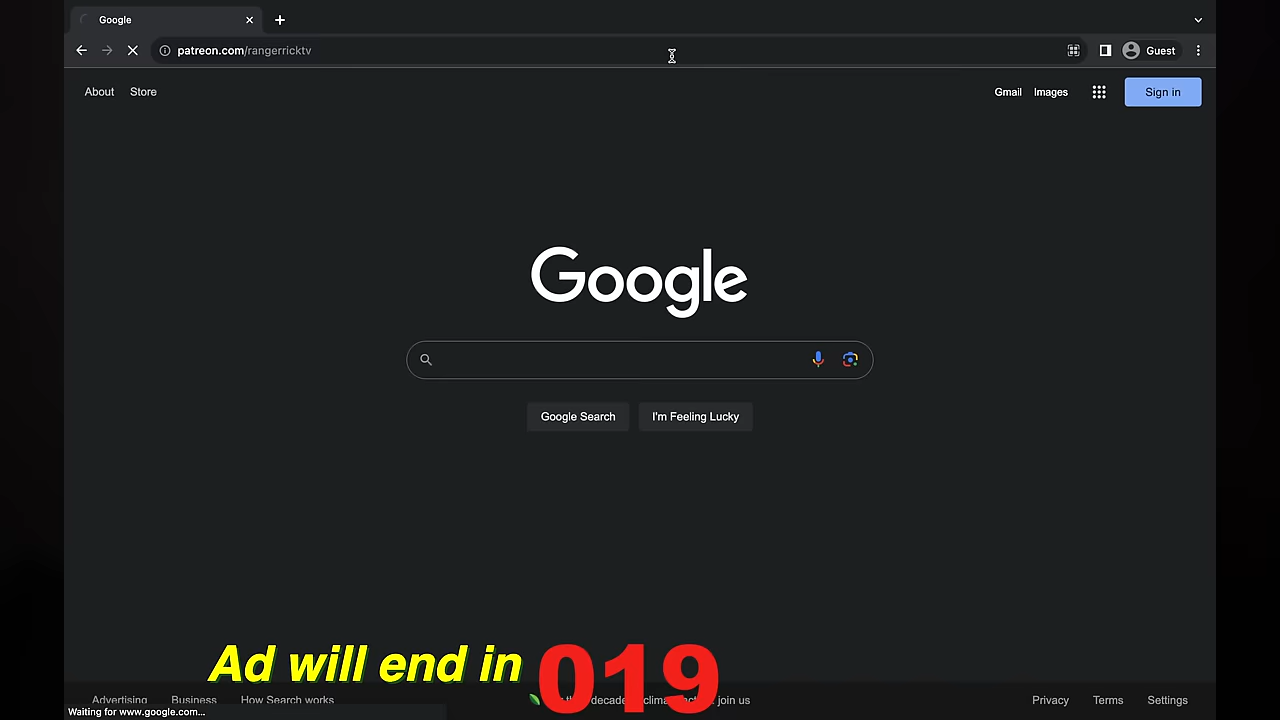 Google
patreon.com/rangerricktv
Guest
About Store
Gmail Images
Sign in
Google
Google Search I'm Feeling Lucky
Ad will end in 019
Advertising Business How Search works
decade join us
Privacy Terms Settings
Waiting for www.google.com...